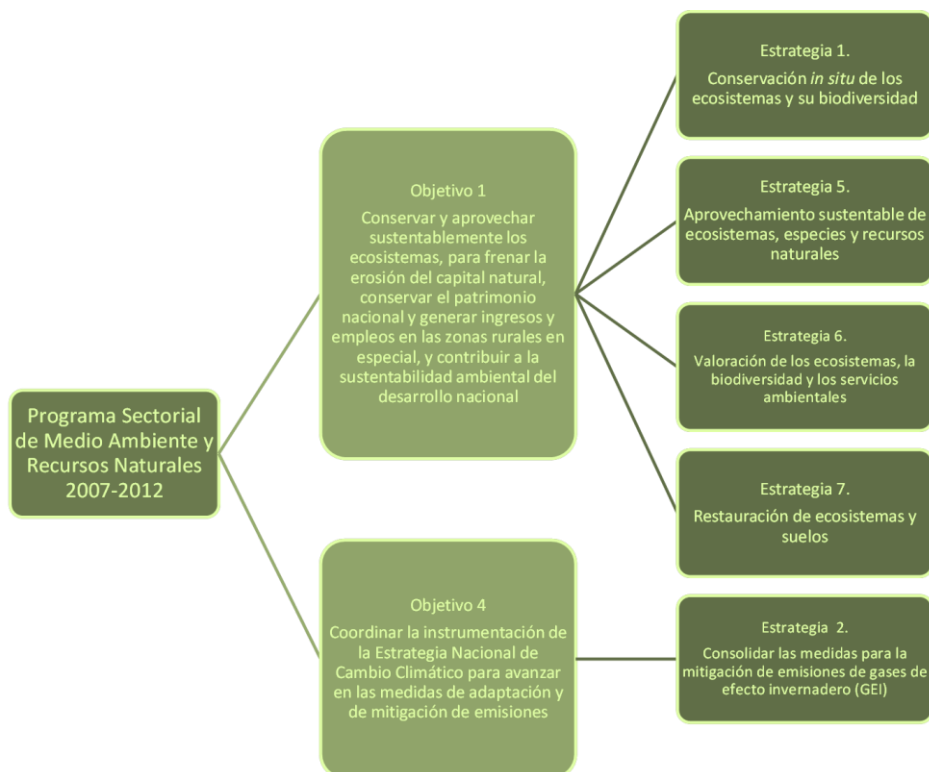 Programa Sectorial
de Medio Ambiente y
Recursos Naturales
2007-2012
Objetivo 1
Conservar y aprovechar
sustentablemente los
ecosistemas, para frenar la
erosión del capital natural,
conservar el patrimonio
nacional y generar ingresos y
empleos en las zonas rurales en
especial, y contribuir a la
sustentabilidad ambiental del
desarrollo nacional
Estrategia 1.
Conservación in situ de los
ecosistemas y su biodiversidad
Estrategia 5.
Aprovechamiento sustentable de
ecosistemas, especies y recursos
naturales
Estrategia 6.
Valoración de los ecosistemas, la
biodiversidad y los servicios
ambientales
Estrategia 7.
Restauración de ecosistemas y
suelos
Objetivo 4
Coordinar la instrumentación de
la Estrategia Nacional de
Cambio Climático para avanzar
en las medidas de adaptación y
de mitigación de emisiones
Estrategia 2.
Consolidar las medidas para la
mitigación de emisiones de gases de
efecto invernadero (GEI)